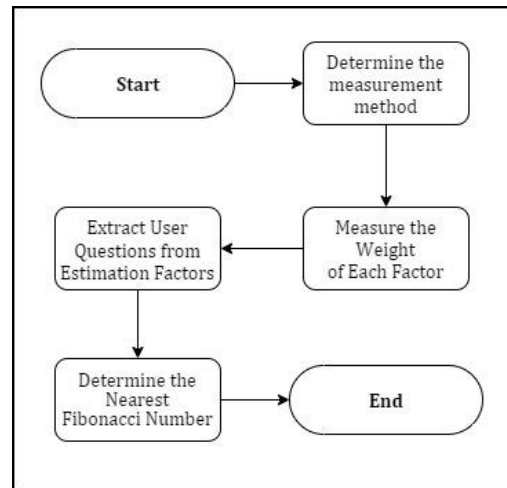 Start
Determine the
measurement
method
Measure the
Weight
of Each Factor
Extract User
Questions from
Estimation Factors
Determine the
Nearest
Fibonacci Number
End